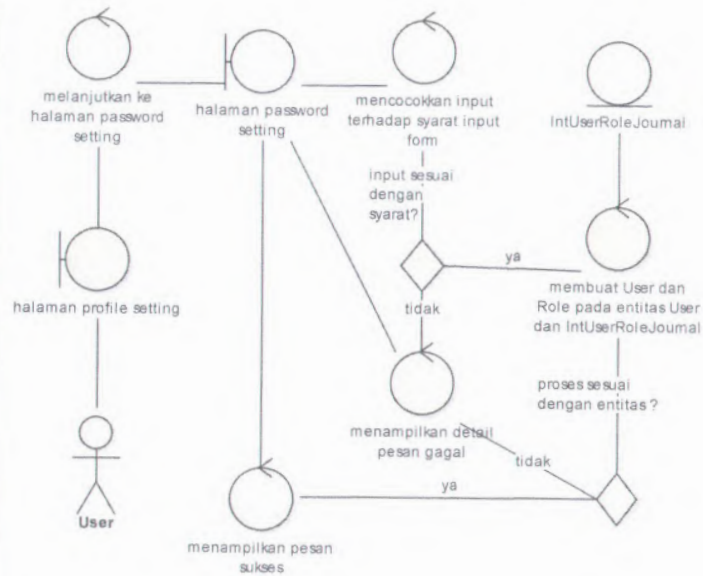 melanjutkan ke
halaman password
setting
halaman password
setting
mencocokkan input
terhadap syarat input
form
IntUserRoleJournal
input sesuai
dengan
syarat?
ya
tidak
halaman profile setting
membuat User dan
Role pada entitas User
dan IntUserRoleJournal
proses sesuai
dengan entitas ?
menampilkan detail
pesan gagal
tidak
ya
User
menampilkan pesan
sukses